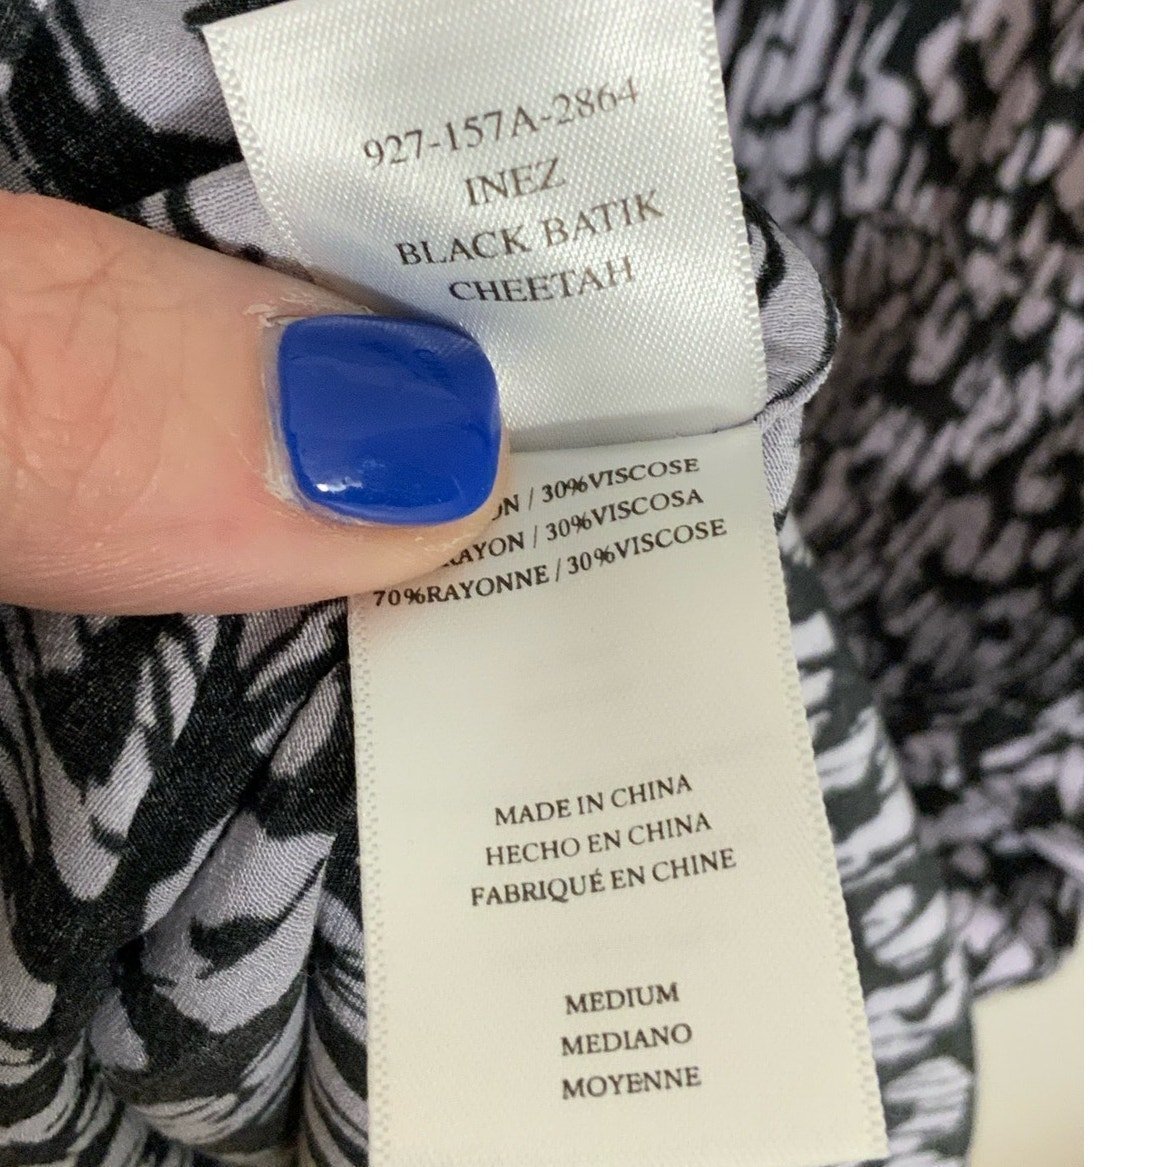 927-157A-2864
INEZ
BLACK BATIK
CHEETAH
/ 30%VISCOSE
/ 30%VISCOSA
70%RAYONNE / 30%VISCOSE
MADE IN CHINA
HECHO EN CHINA
FABRIQUÉ EN CHINE
MEDIUM
MEDIANO
MOYENNE